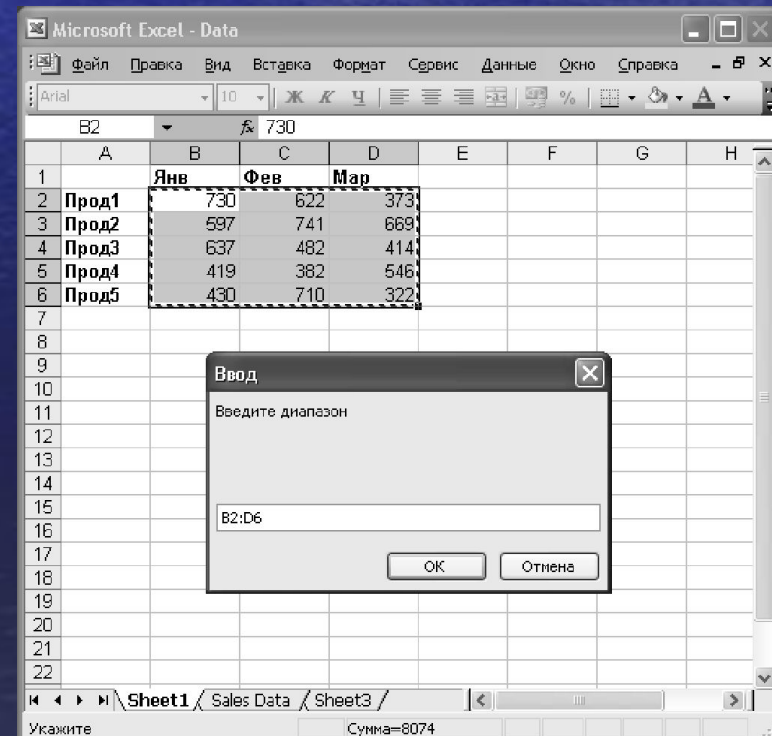 Microsoft Excel - Data
Файл Правка Вид Вставка Формат Сервис Данные Окно Справка
Arial 10 Ж К Ч %  A
B2 fx 730
A B C D E F G H
1 Янв Фев Мар
2 Прод1 730 622 373
3 Прод2 597 741 669
4 Прод3 637 482 414
5 Прод4 419 382 546
6 Прод5 430 710 322
7
8
9
10
11
12
13
14
15
16
17
18
19
20
21
22
Ввод
Введите диапазон
B2:D6
OK Отмена
Sheet1 Sales Data Sheet3
Укажите Сумма=8074